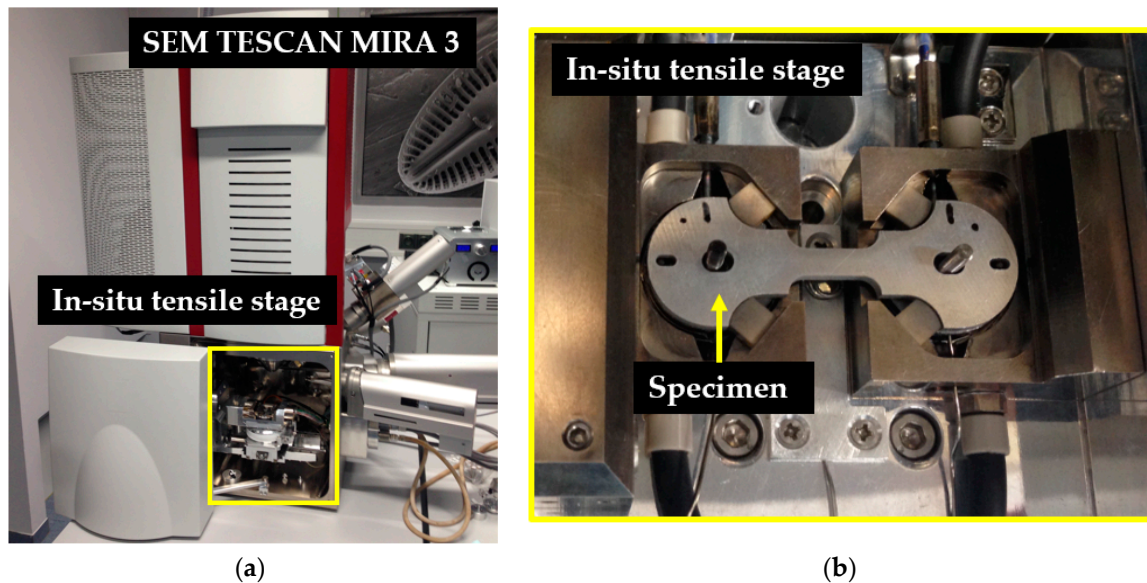 SEM TESCAN MIRA 3
In-situ tensile stage
In-situ tensile stage
Specimen
(a)
(b)